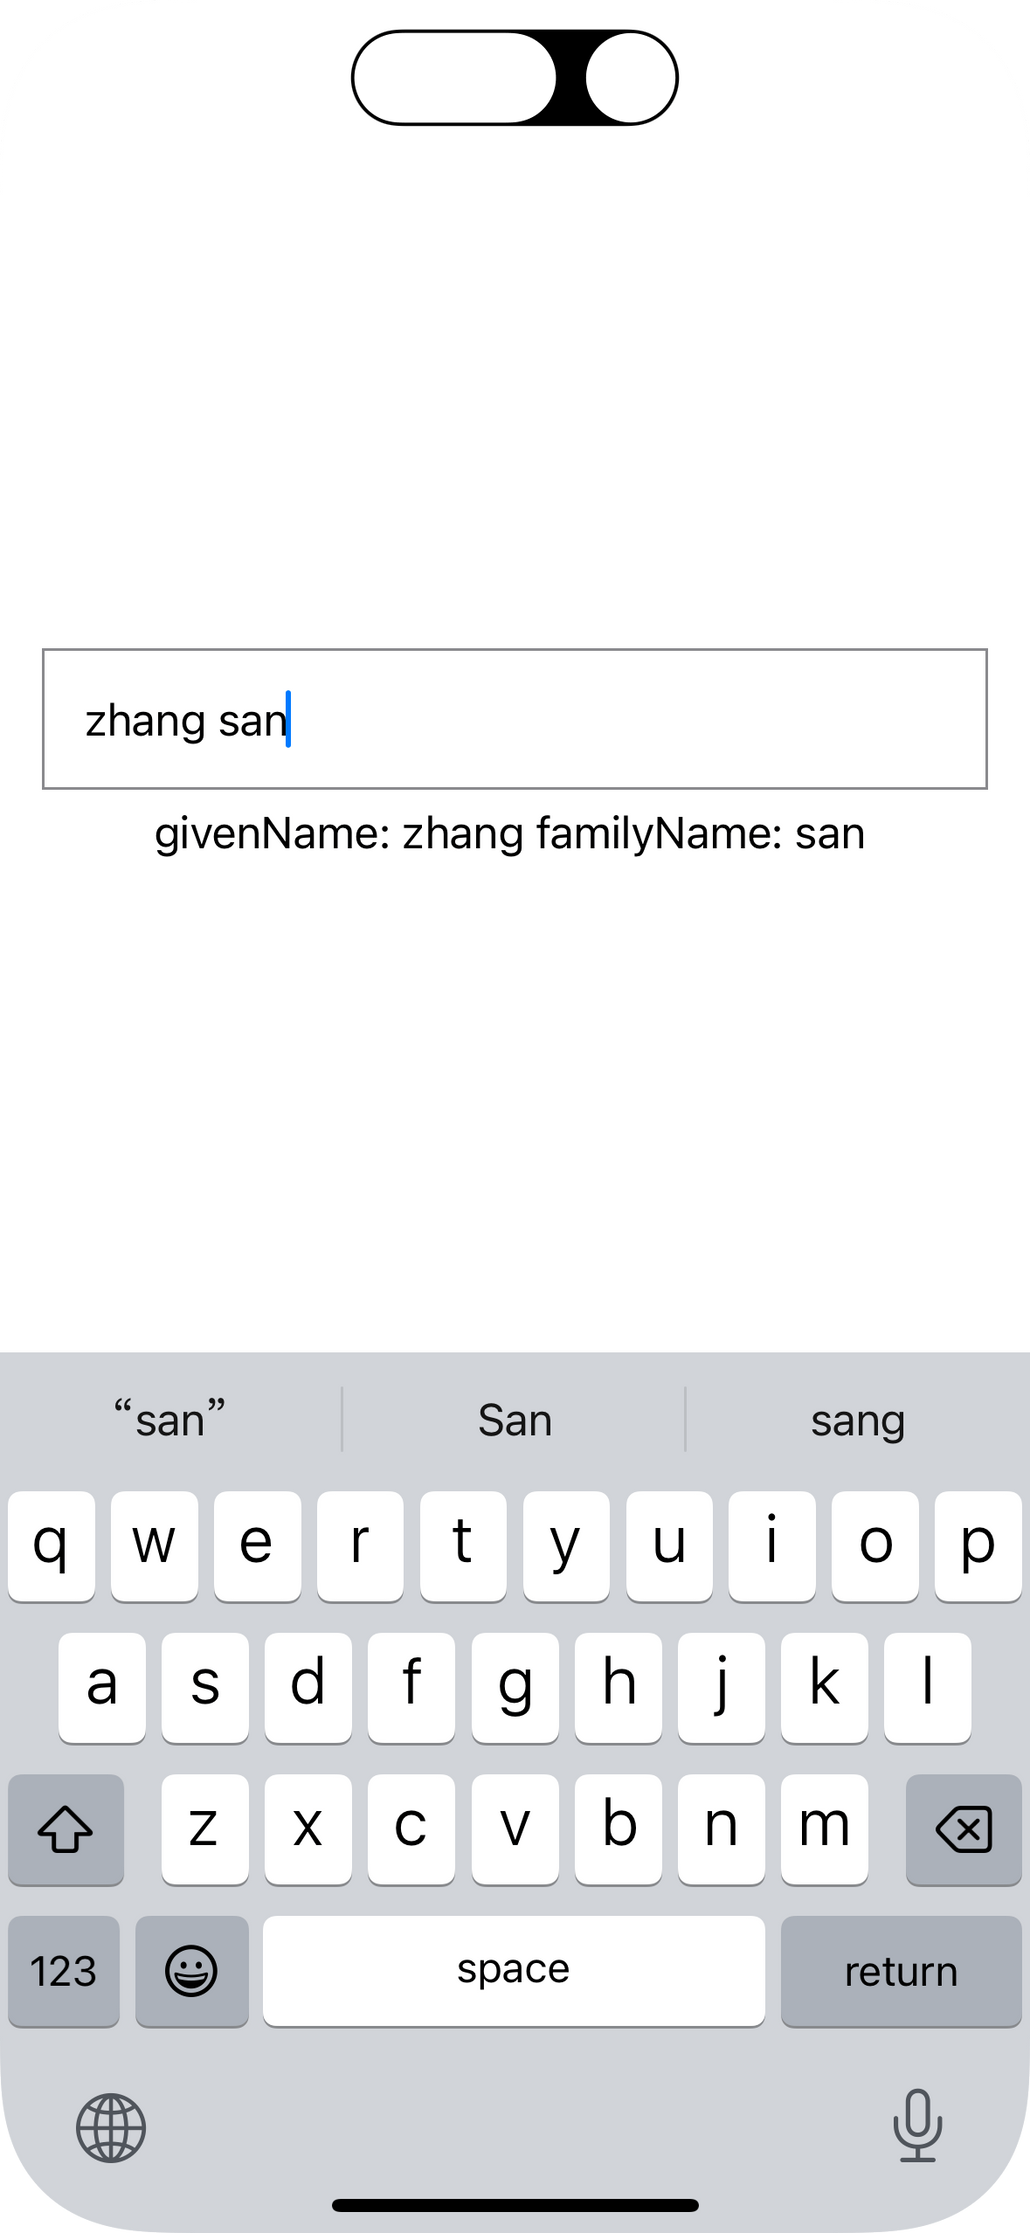 zhang san
givenName: zhang familyName: san
“san” San sang
q w e r t y u i o p
a s d f g h j k l
z x c v b n m
123 space return